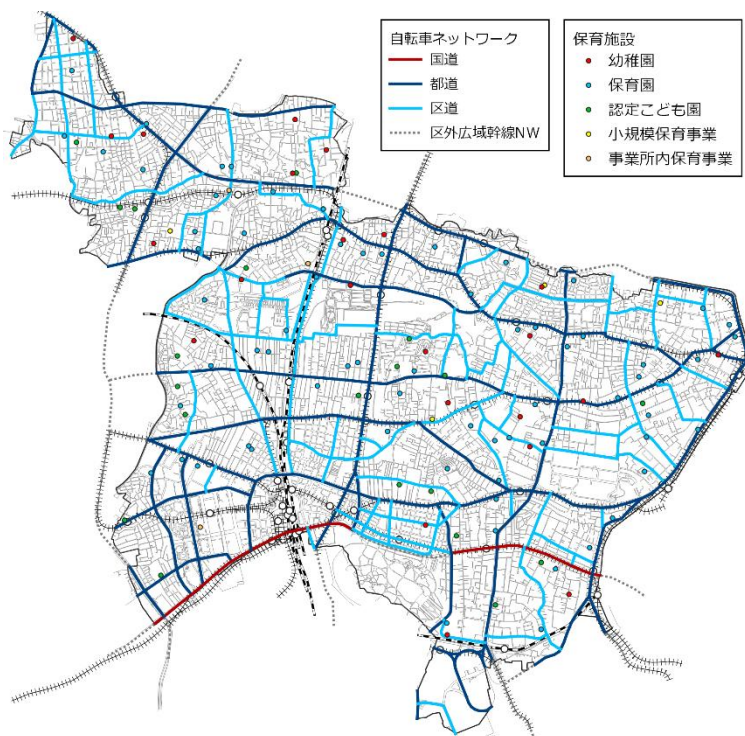 自転車ネットワーク
国道
都道
区道
区外広域幹線NW
保育施設
幼稚園
保育園
認定こども園
小規模保育事業
事業所内保育事業